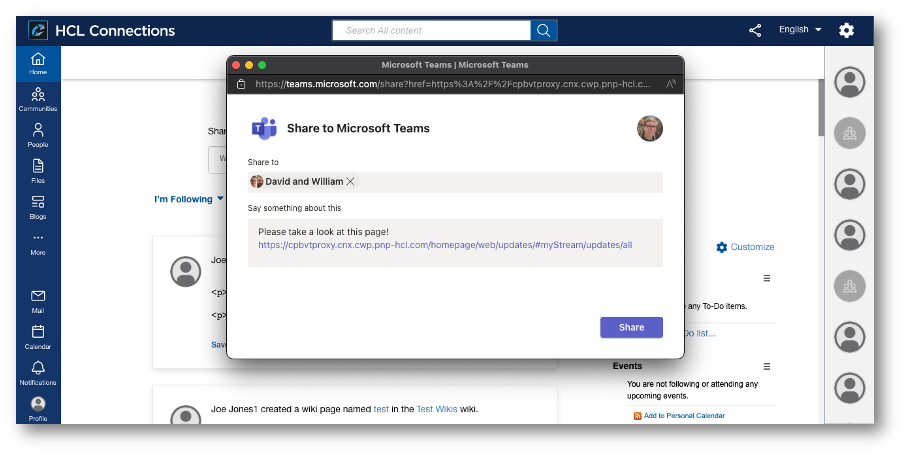 HCL Connections
Search All content
English
Home
Communities
People
Files
Blogs
More
Mail
Calendar
Notifications
Profile
Microsoft Teams | Microsoft Teams
https://teams.microsoft.com/share?href=https%3A%2F%2Fcpbvtproxy.cnx.cwp.pnp-hcl.c...
Share to Microsoft Teams
Share to
David and William
Say something about this
Please take a look at this page!
https://cpbvtproxy.cnx.cwp.pnp-hcl.com/homepage/web/updates/#myStream/updates/all
Share
Shar
W
I'm Following
Customize
Joe
<p>
<p>
Save
e any To-Do items.
Do list...
Events
You are not following or attending any
upcoming events.
Add to Personal Calendar
Joe Jones1 created a wiki page named test in the Test Wikis wiki.